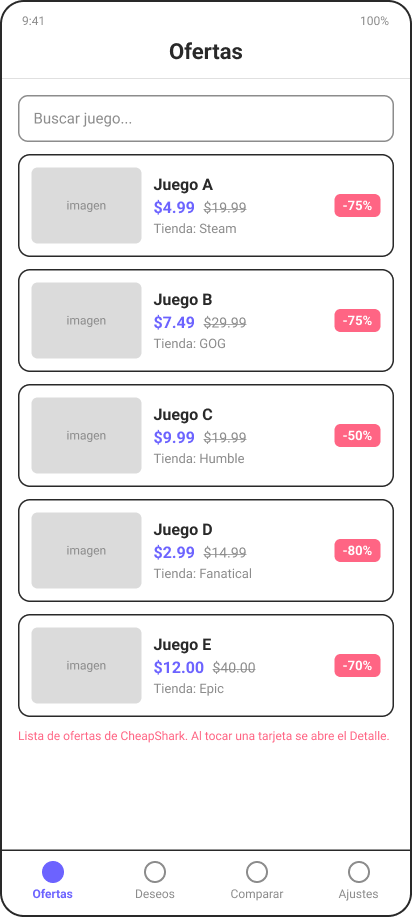 9:41 100%
Ofertas
Buscar juego...
imagen
Juego A
$4.99 $19.99
Tienda: Steam
-75%
imagen
Juego B
$7.49 $29.99
Tienda: GOG
-75%
imagen
Juego C
$9.99 $19.99
Tienda: Humble
-50%
imagen
Juego D
$2.99 $14.99
Tienda: Fanatical
-80%
imagen
Juego E
$12.00 $40.00
Tienda: Epic
-70%
Lista de ofertas de CheapShark. Al tocar una tarjeta se abre el Detalle.
Ofertas Deseos Comparar Ajustes